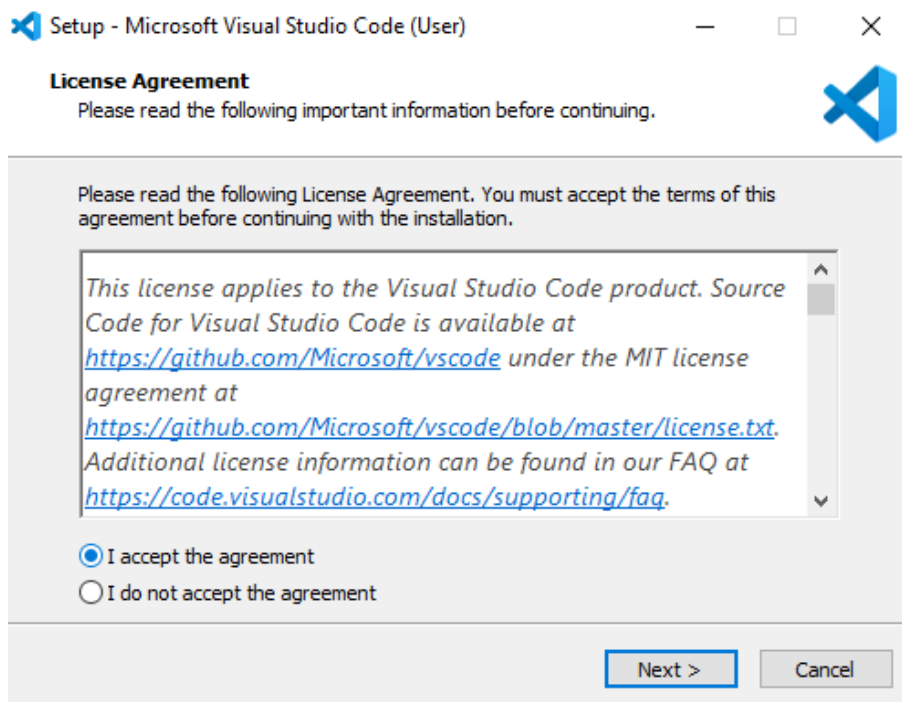 Setup - Microsoft Visual Studio Code (User)
License Agreement
Please read the following important information before continuing.
Please read the following License Agreement. You must accept the terms of this
agreement before continuing with the installation.
This license applies to the Visual Studio Code product. Source
Code for Visual Studio Code is available at
https://github.com/Microsoft/vscode under the MIT license
agreement at
https://github.com/Microsoft/vscode/blob/master/license.txt.
Additional license information can be found in our FAQ at
https://code.visualstudio.com/docs/supporting/faq.
I accept the agreement
I do not accept the agreement
Next > Cancel